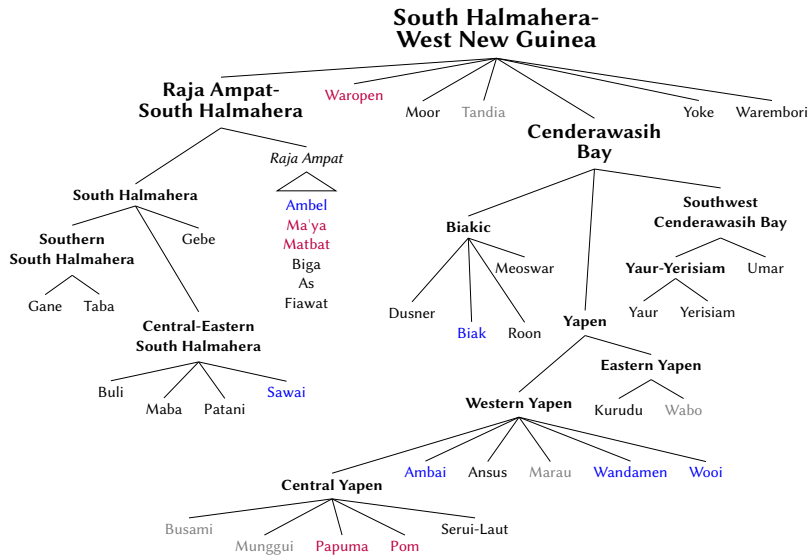 South Halmahera-
West New Guinea
Raja Ampat-
South Halmahera
Waropen
Moor
Tandia
Cenderawasih
Bay
Yoke
Warembori
Raja Ampat
South Halmahera
Ambel
Ma'ya
Matbat
Biga
As
Fiawat
Southern
South Halmahera
Gebe
Gane
Taba
Central-Eastern
South Halmahera
Buli
Maba
Patani
Sawai
Biakic
Meoswar
Dusner
Biak
Roon
Southwest
Cenderawasih Bay
Yaur-Yerisiam
Umar
Yaur
Yerisiam
Yapen
Eastern Yapen
Kurudu
Wabo
Western Yapen
Central Yapen
Ambai
Ansus
Marau
Wandamen
Wooi
Busami
Munggui
Papuma
Pom
Serui-Laut